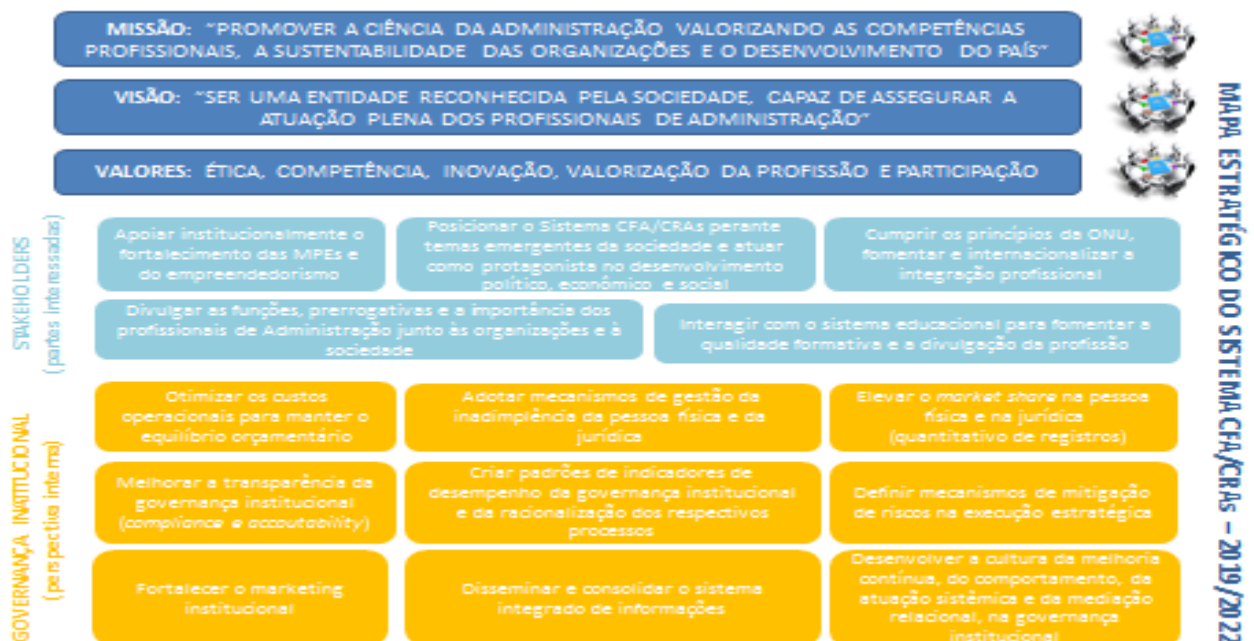 MISSÃO: “PROMOVER A CIÊNCIA DA ADMINISTRAÇÃO VALORIZANDO AS COMPETÊNCIAS
PROFISSIONAIS, A SUSTENTABILIDADE DAS ORGANIZAÇÕES E O DESENVOLVIMENTO DO PAÍS”
VISÃO: “SER UMA ENTIDADE RECONHECIDA PELA SOCIEDADE, CAPAZ DE ASSEGURAR A
ATUAÇÃO PLENA DOS PROFISSIONAIS DE ADMINISTRAÇÃO”
VALORES: ÉTICA, COMPETÊNCIA, INOVAÇÃO, VALORIZAÇÃO DA PROFISSÃO E PARTICIPAÇÃO
MAPA ESTRATÉGICO DO SISTEMA CFA/CRAs – 2019/2022
STAKEHOLDERS
(partes interessadas)
Apoiar institucionalmente o
fortalecimento das MPEs e
do empreendedorismo
Posicionar o Sistema CFA/CRAs perante
temas emergentes da sociedade e atuar
como protagonista no desenvolvimento
político, econômico e social
Cumprir os princípios da ONU,
fomentar e internacionalizar a
integração profissional
Divulgar as funções, prerrogativas e a importância dos
profissionais de Administração junto às organizações e à
sociedade
Interagir com o sistema educacional para fomentar a
qualidade formativa e a divulgação da profissão
GOVERNANÇA INATITUCIONAL
(perspectiva interna)
Otimizar os custos
operacionais para manter o
equilíbrio orçamentário
Adotar mecanismos de gestão da
inadimplência da pessoa física e da
jurídica
Elevar o market share na pessoa
física e na jurídica
(quantitativo de registros)
Melhorar a transparência da
governança institucional
(compliance e accoutability)
Criar padrões de indicadores de
desempenho da governança institucional
e da racionalização dos respectivos
processos
Definir mecanismos de mitigação
de riscos na execução estratégica
Fortalecer o marketing
institucional
Disseminar e consolidar o sistema
integrado de informações
Desenvolver a cultura da melhoria
contínua, do comportamento, da
atuação sistêmica e da mediação
relacional, na governança
institucional